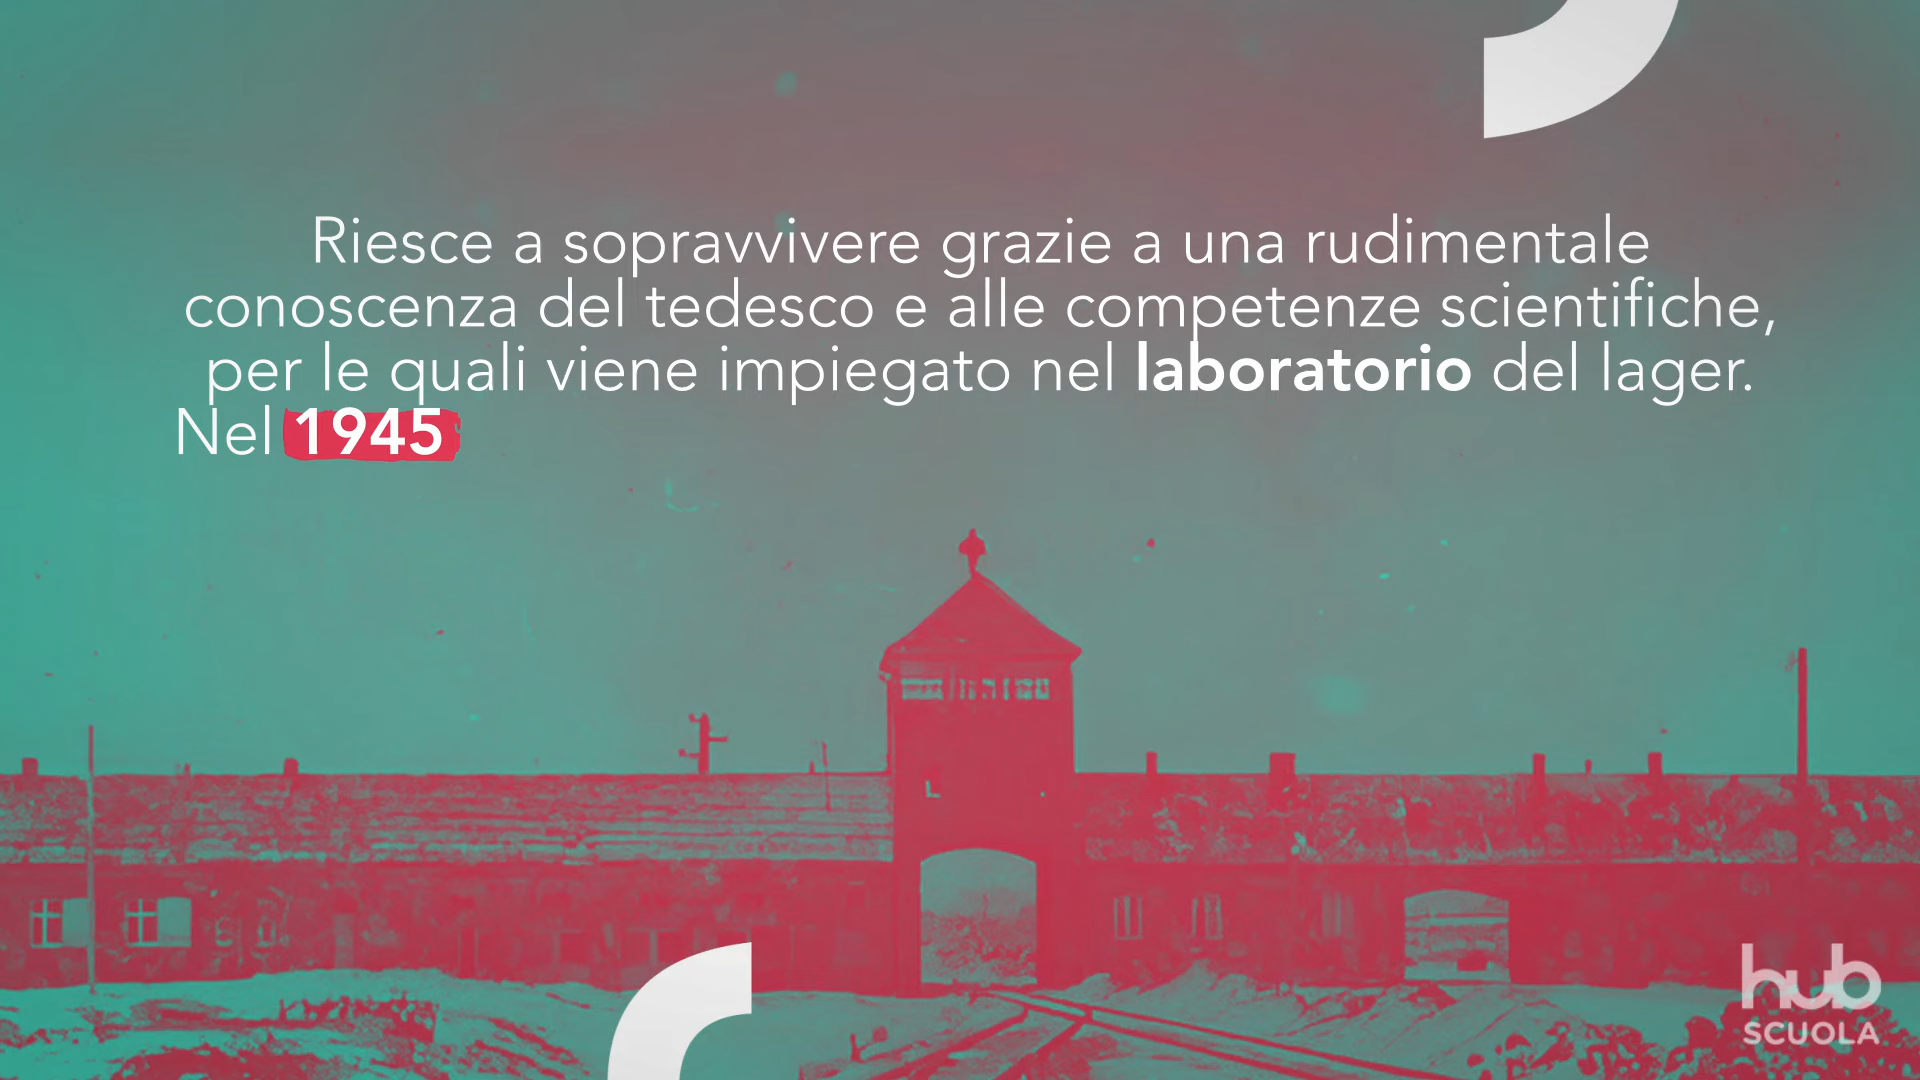 Riesce a sopravvivere grazie a una rudimentale
conoscenza del tedesco e alle competenze scientifiche,
per le quali viene impiegato nel laboratorio del lager.
Nel 1945
hub
SCUOLA